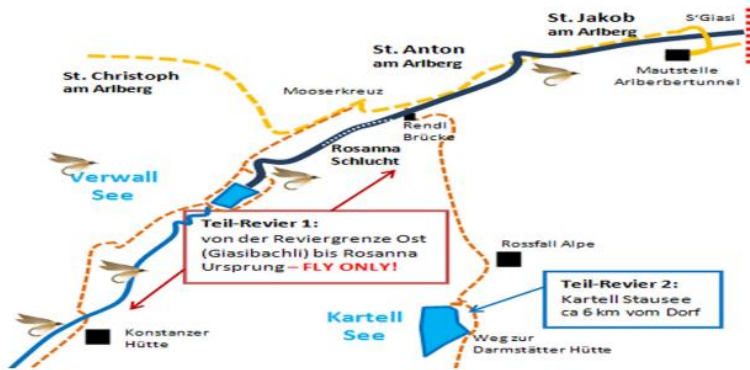 St. Jakob
am Arlberg
S'Giasi
St. Anton
am Arlberg
Mautstelle
Arlberbertunnel
St. Christoph
am Arlberg
Mooserkreuz
Rendl
Brücke
Rosanna
Schlucht
Verwall
See
Teil-Revier 1:
von der Reviergrenze Ost
(Giasibachli) bis Rosanna
Ursprung – FLY ONLY!
Rossfall Alpe
Teil-Revier 2:
Kartell Stausee
ca 6 km vom Dorf
Kartell
See
Konstanzer
Hütte
Weg zur
Darmstätter Hütte